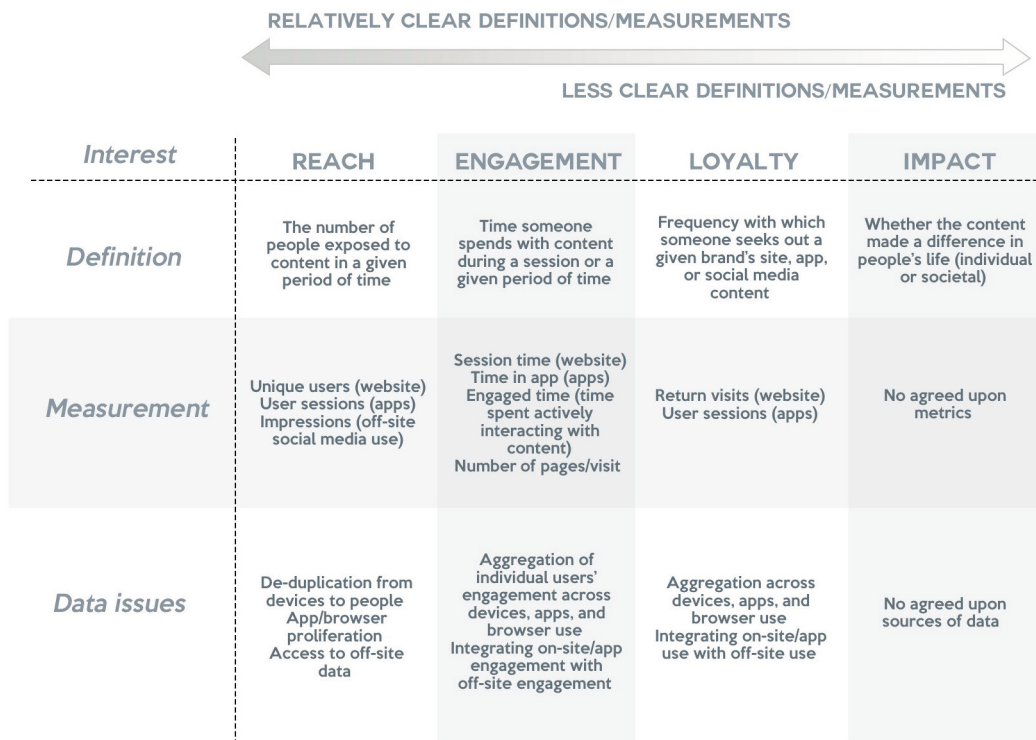 RELATIVELY CLEAR DEFINITIONS/MEASUREMENTS
LESS CLEAR DEFINITIONS/MEASUREMENTS
Interest
REACH
ENGAGEMENT
LOYALTY
IMPACT
Definition
The number of
people exposed to
content in a given
period of time
Time someone
spends with content
during a session or a
given period of time
Frequency with which
someone seeks out a
given brand's site, app,
or social media
content
Whether the content
made a difference in
people's life (individual
or societal)
Measurement
Unique users (website)
User sessions (apps)
Impressions (off-site
social media use)
Session time (website)
Time in app (apps)
Engaged time (time
spent actively
interacting with
content)
Number of pages/visit
Return visits (website)
User sessions (apps)
No agreed upon
metrics
Data issues
De-duplication from
devices to people
App/browser
proliferation
Access to off-site
data
Aggregation of
individual users'
engagement across
devices, apps, and
browser use
Integrating on-site/app
engagement with
off-site engagement
Aggregation across
devices, apps, and
browser use
Integrating on-site/app
use with off-site use
No agreed upon
sources of data